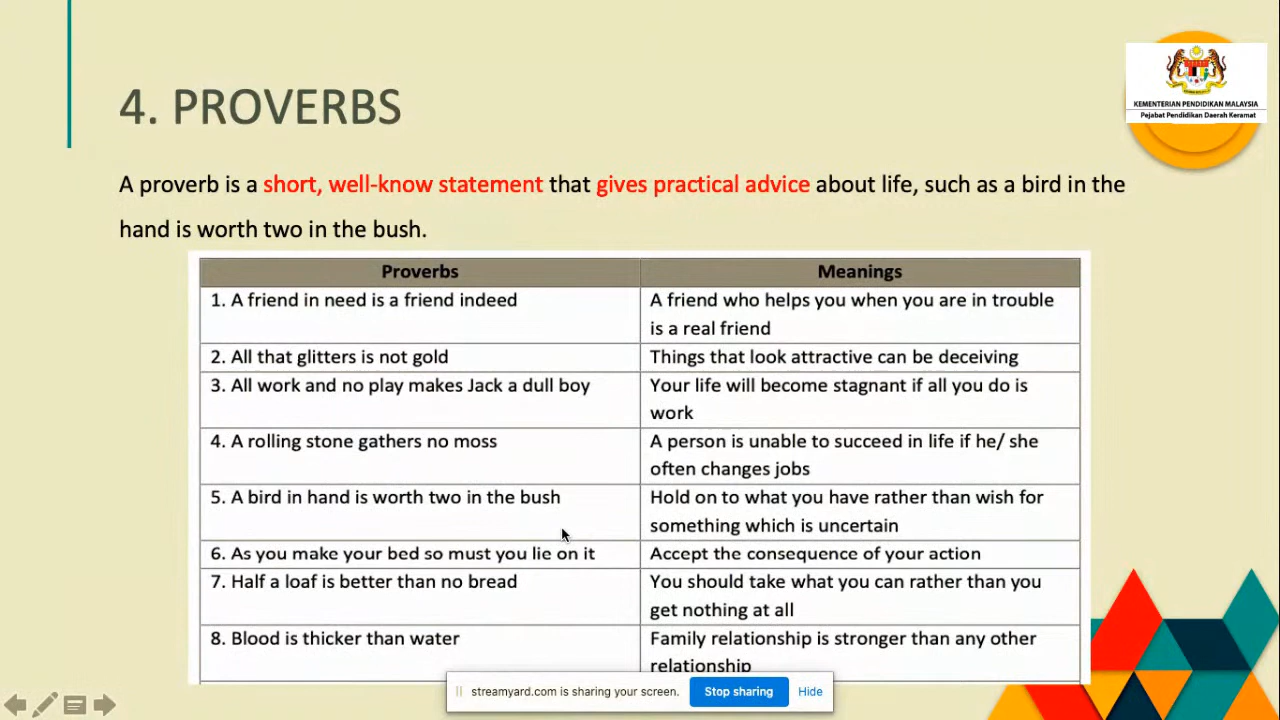 KEMENTERIAN PENDIDIKAN MALAYSIA
Pejabat Pendidikan Daerah Keramat
4. PROVERBS
A proverb is a short, well-know statement that gives practical advice about life, such as a bird in the
hand is worth two in the bush.
Proverbs Meanings
1. A friend in need is a friend indeed A friend who helps you when you are in trouble
is a real friend
2. All that glitters is not gold Things that look attractive can be deceiving
3. All work and no play makes Jack a dull boy Your life will become stagnant if all you do is
work
4. A rolling stone gathers no moss A person is unable to succeed in life if he/ she
often changes jobs
5. A bird in hand is worth two in the bush Hold on to what you have rather than wish for
something which is uncertain
6. As you make your bed so must you lie on it Accept the consequence of your action
7. Half a loaf is better than no bread You should take what you can rather than you
get nothing at all
8. Blood is thicker than water Family relationship is stronger than any other
relationship
streamyard.com is sharing your screen. Stop sharing Hide